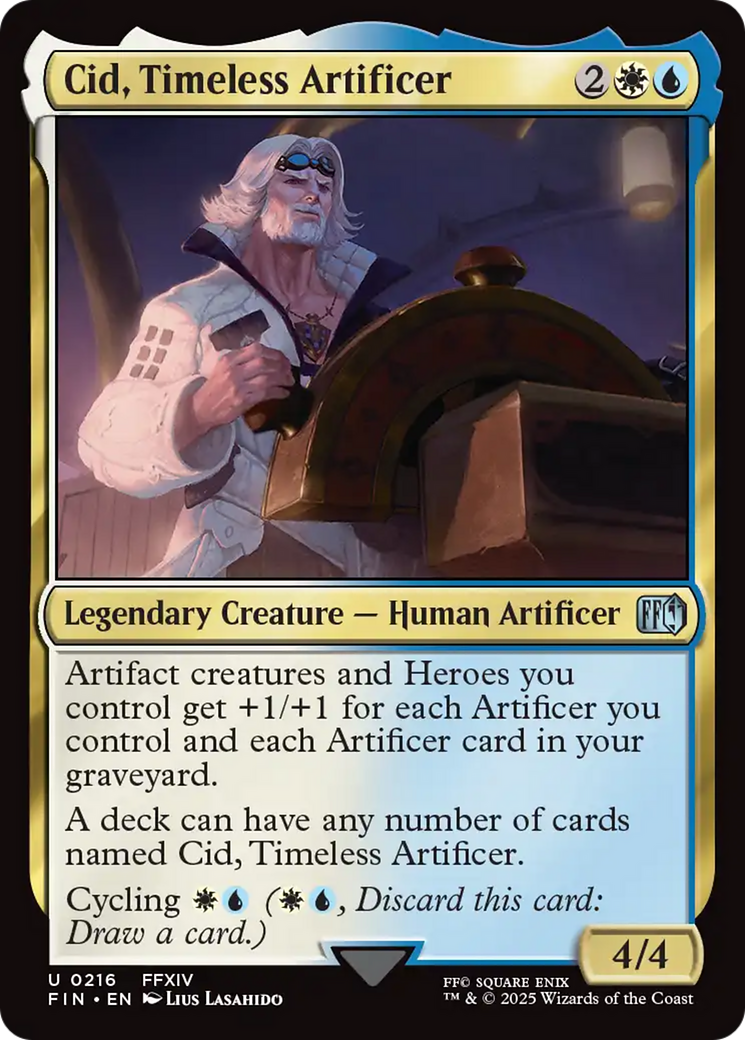 Cid, Timeless Artificer 2
Legendary Creature — Human Artificer FF
Artifact creatures and Heroes you
control get +1/+1 for each Artificer you
control and each Artificer card in your
graveyard.
A deck can have any number of cards
named Cid, Timeless Artificer.
Cycling (, Discard this card:
Draw a card.)
4/4
U 0216 FFXIV
FIN • EN Lius Lasahido
FF© SQUARE ENIX
™ & © 2025 Wizards of the Coast